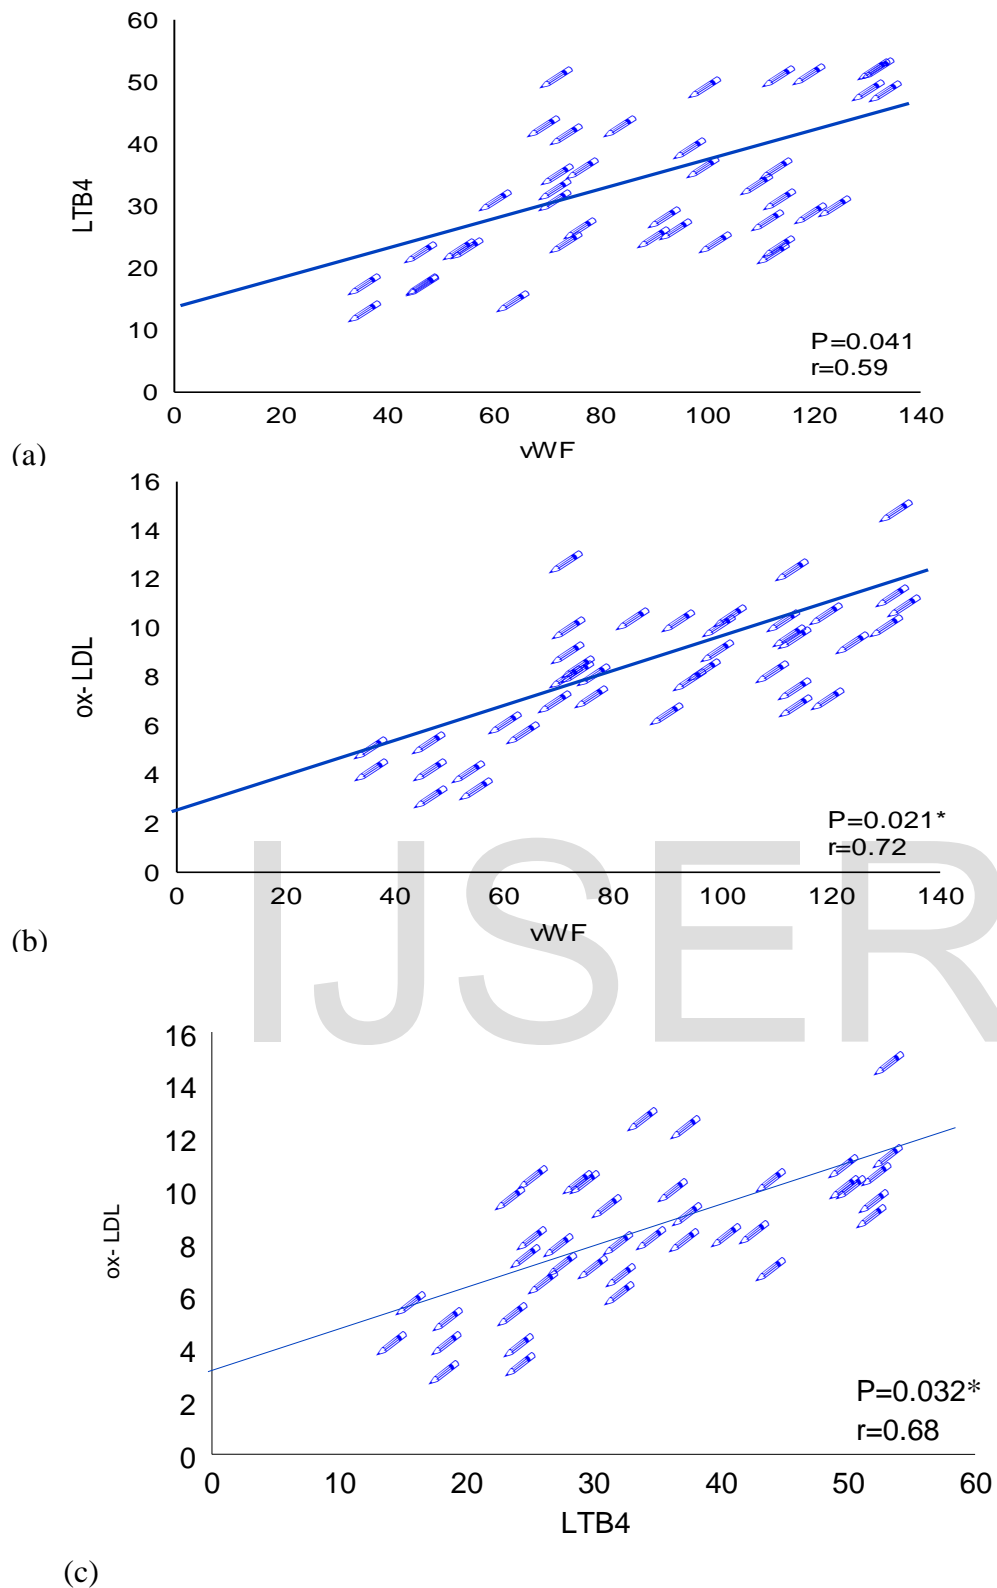 60
50
40
30
20
10
0
LTB4
0 20 40 60 80 100 120 140
vWF
P=0.041
r=0.59
(a)
16
14
12
10
8
6
4
2
0
ox- LDL
0 20 40 60 80 100 120 140
vWF
P=0.021*
r=0.72
(b)
IJSER
16
14
12
10
8
6
4
2
0
ox- LDL
0 10 20 30 40 50 60
LTB4
P=0.032*
r=0.68
(c)